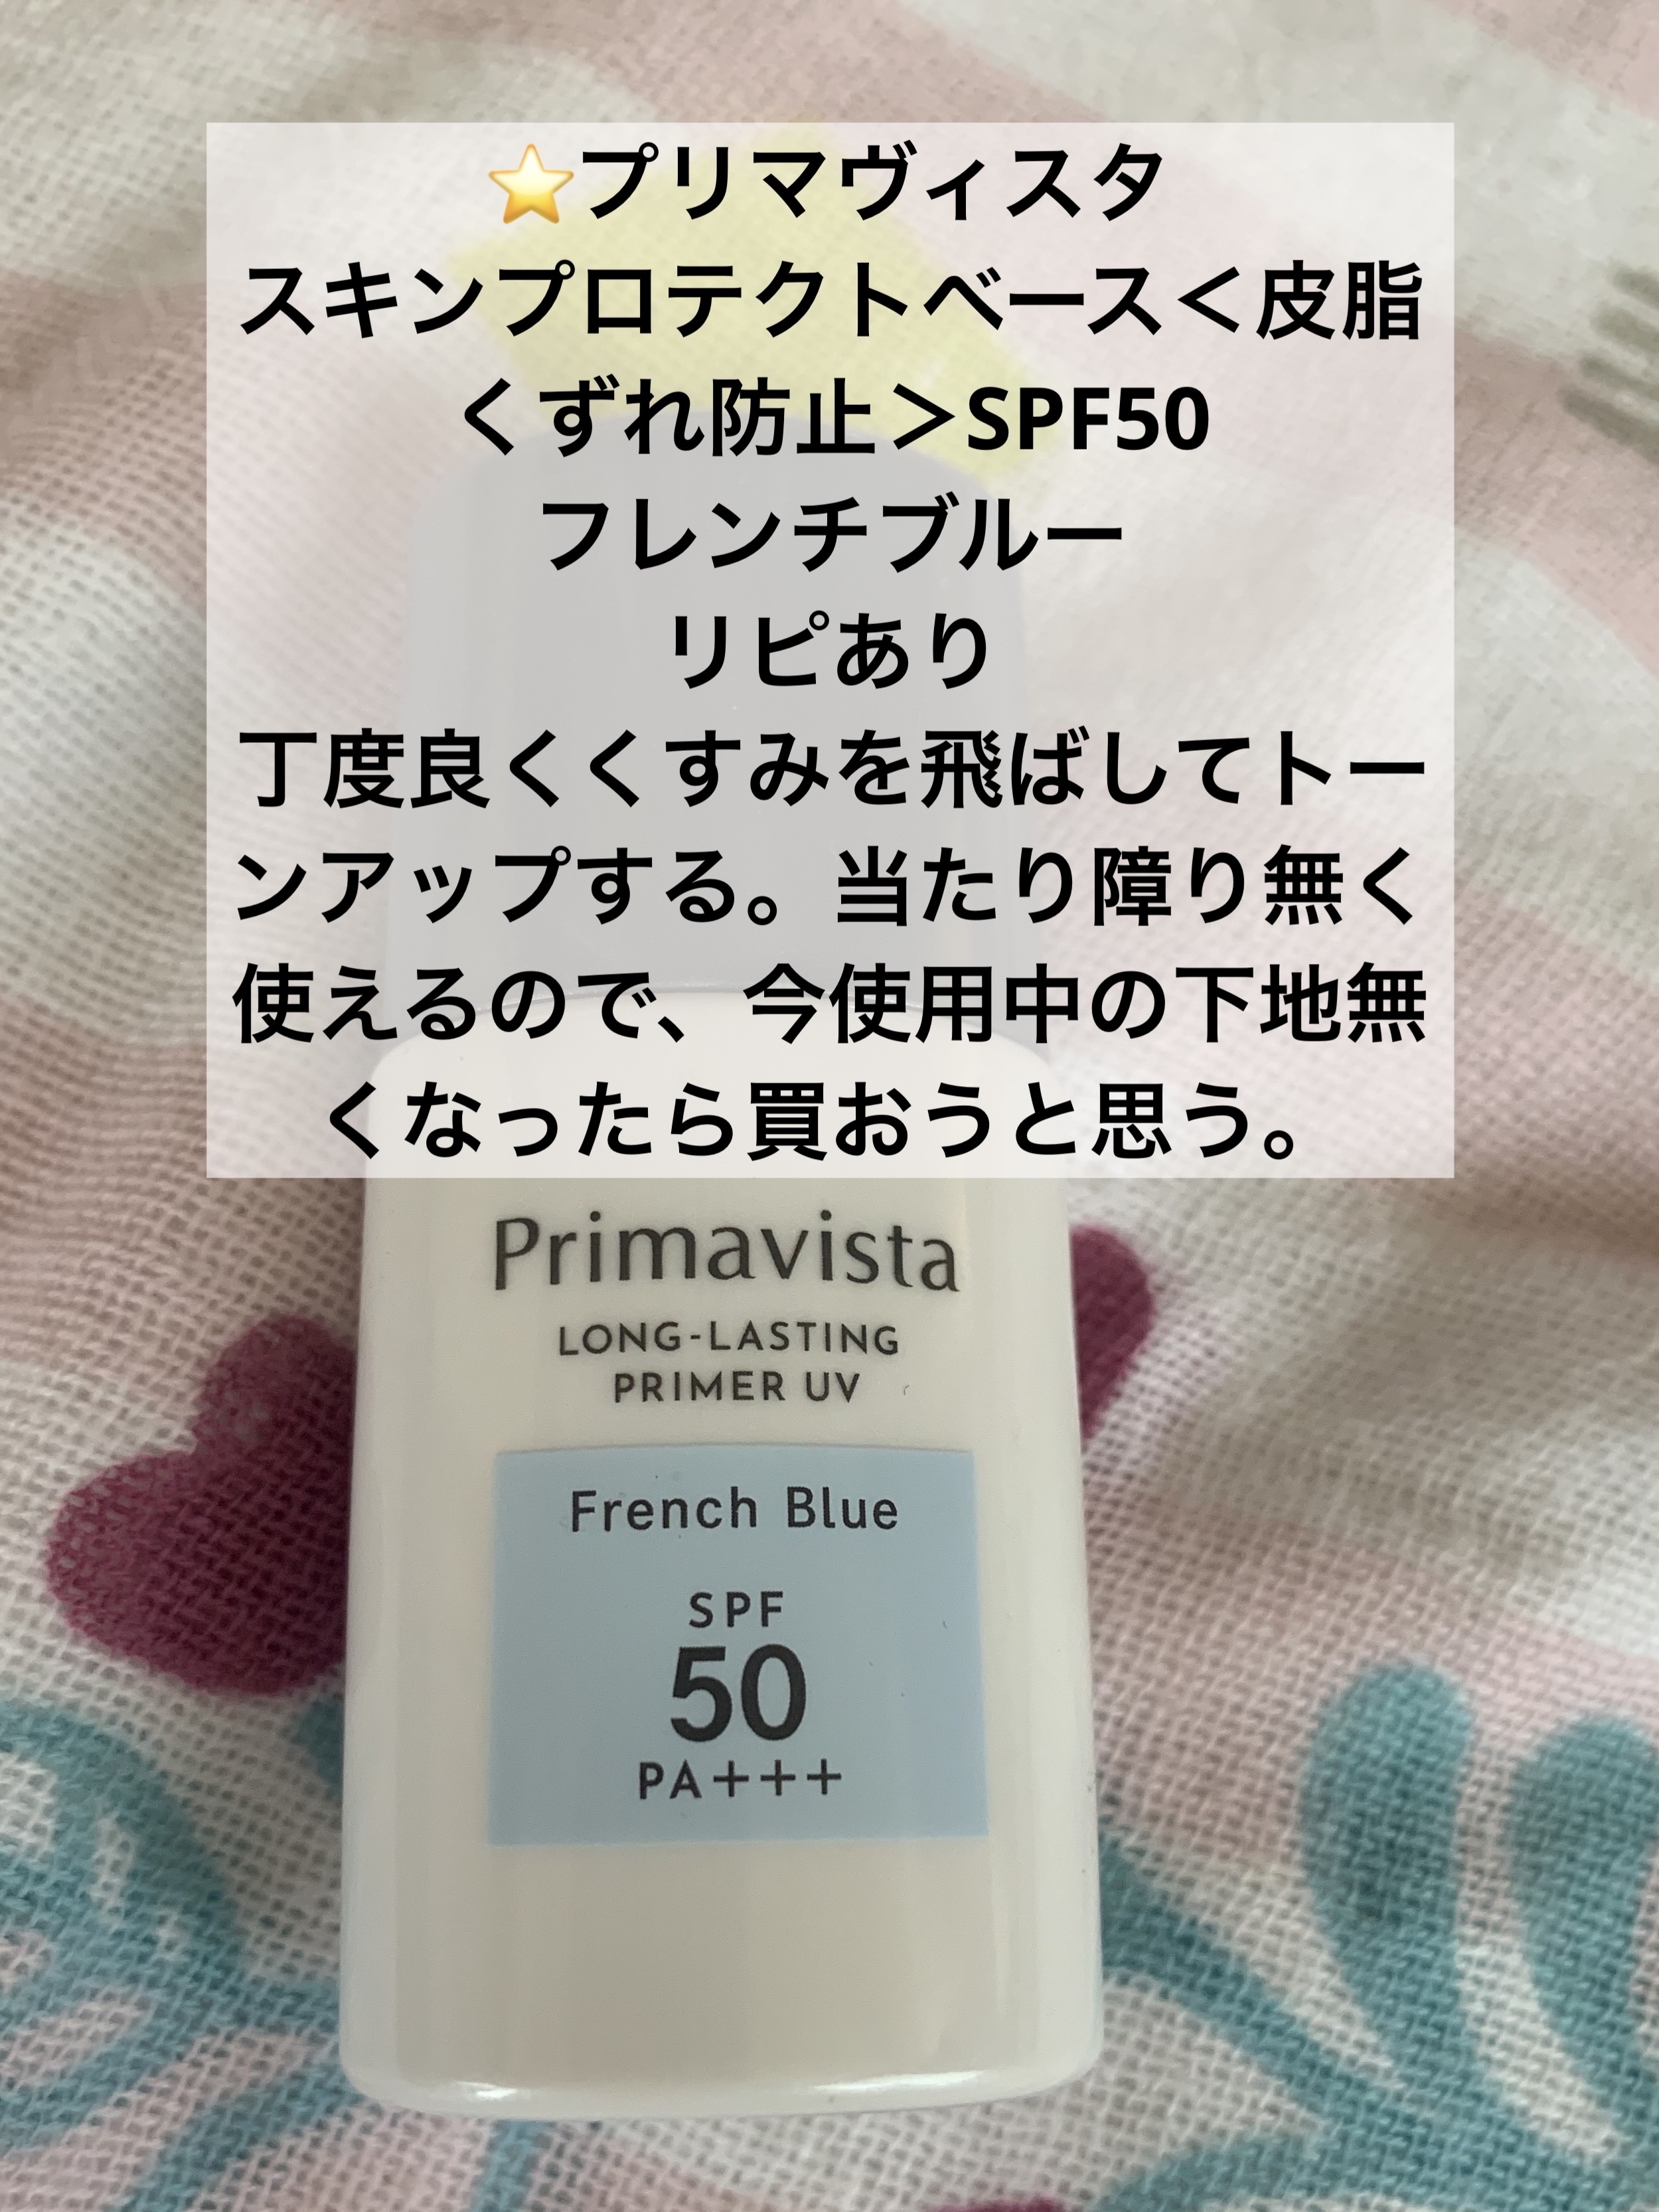 ⭐プリマヴィスタ
スキンプロテクトベース＜皮脂
くずれ防止＞SPF50
フレンチブルー
リピあり
丁度良くくすみを飛ばしてトー
ンアップする。当たり障り無く
使えるので、今使用中の下地無
くなったら買おうと思う。
Primavista
LONG-LASTING
PRIMER UV
French Blue
SPF
50
PA+++